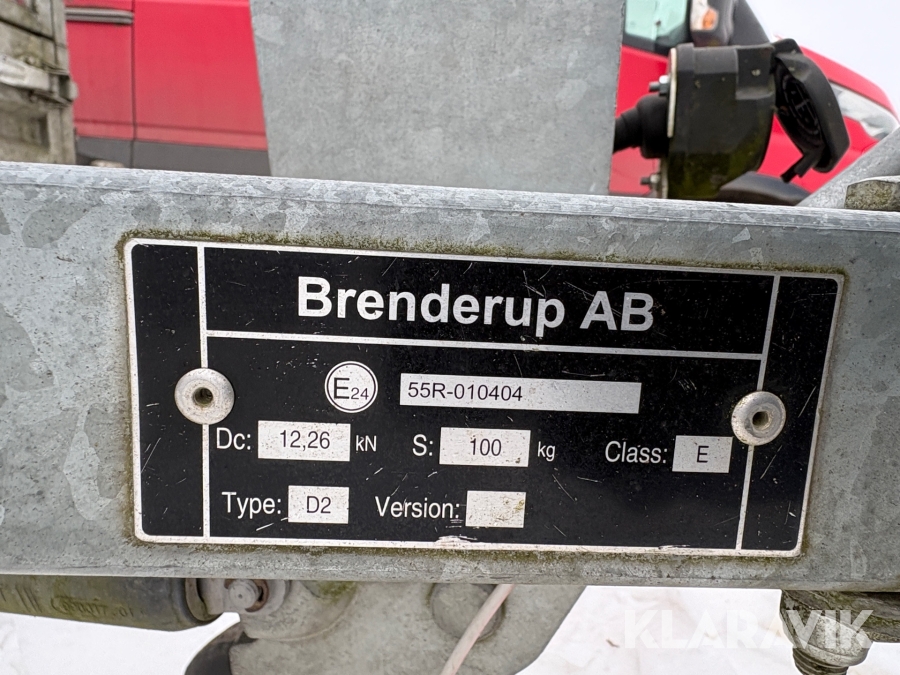 Brenderup AB
E24 55R-010404
Dc: 12,26 kN S: 100 kg Class: E
Type: D2 Version:
KLARAVIK